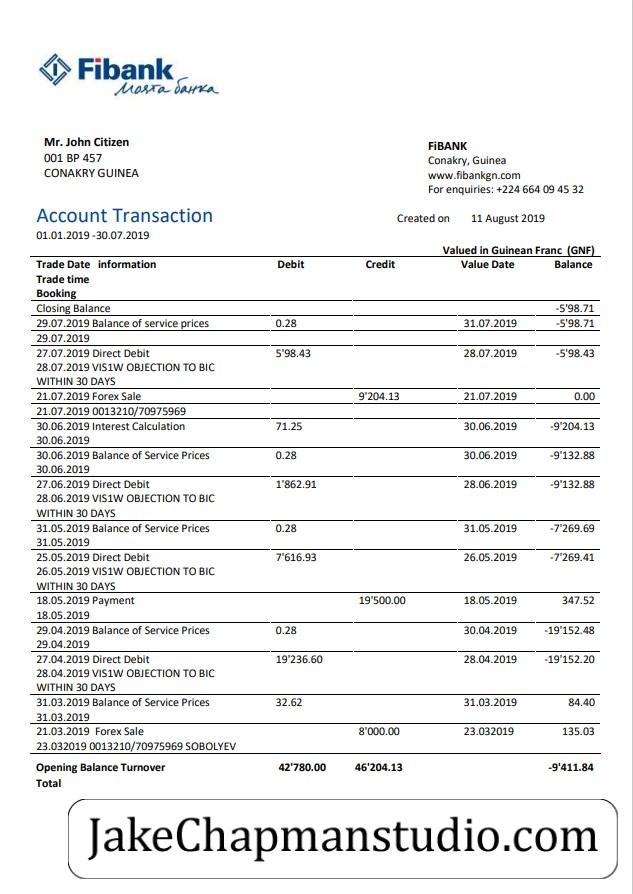 Fibank
Моята банка
Mr. John Citizen
001 BP 457
CONAKRY GUINEA
FiBANK
Conakry, Guinea
www.fibankgn.com
For enquiries: +224 664 09 45 32
Account Transaction
Created on 11 August 2019
01.01.2019 -30.07.2019
Valued in Guinean Franc (GNF)
Trade Date information Debit Credit Value Date Balance
Trade time
Booking
Closing Balance -5'98.71
29.07.2019 Balance of service prices 0.28 31.07.2019 -5'98.71
29.07.2019
27.07.2019 Direct Debit 5'98.43 28.07.2019 -5'98.43
28.07.2019 VIS1W OBJECTION TO BIC
WITHIN 30 DAYS
21.07.2019 Forex Sale 9'204.13 21.07.2019 0.00
21.07.2019 0013210/70975969
30.06.2019 Interest Calculation 71.25 30.06.2019 -9'204.13
30.06.2019
30.06.2019 Balance of Service Prices 0.28 30.06.2019 -9'132.88
30.06.2019
27.06.2019 Direct Debit 1'862.91 28.06.2019 -9'132.88
28.06.2019 VIS1W OBJECTION TO BIC
WITHIN 30 DAYS
31.05.2019 Balance of Service Prices 0.28 31.05.2019 -7'269.69
31.05.2019
25.05.2019 Direct Debit 7'616.93 26.05.2019 -7'269.41
26.05.2019 VIS1W OBJECTION TO BIC
WITHIN 30 DAYS
18.05.2019 Payment 19'500.00 18.05.2019 347.52
18.05.2019
29.04.2019 Balance of Service Prices 0.28 30.04.2019 -19'152.48
29.04.2019
27.04.2019 Direct Debit 19'236.60 28.04.2019 -19'152.20
28.04.2019 VIS1W OBJECTION TO BIC
WITHIN 30 DAYS
31.03.2019 Balance of Service Prices 32.62 31.03.2019 84.40
31.03.2019
21.03.2019 Forex Sale 8'000.00 23.032019 135.03
23.032019 0013210/70975969 SOBOLYEV
Opening Balance Turnover 42'780.00 46'204.13 -9'411.84
Total
JakeChapmanstudio.com